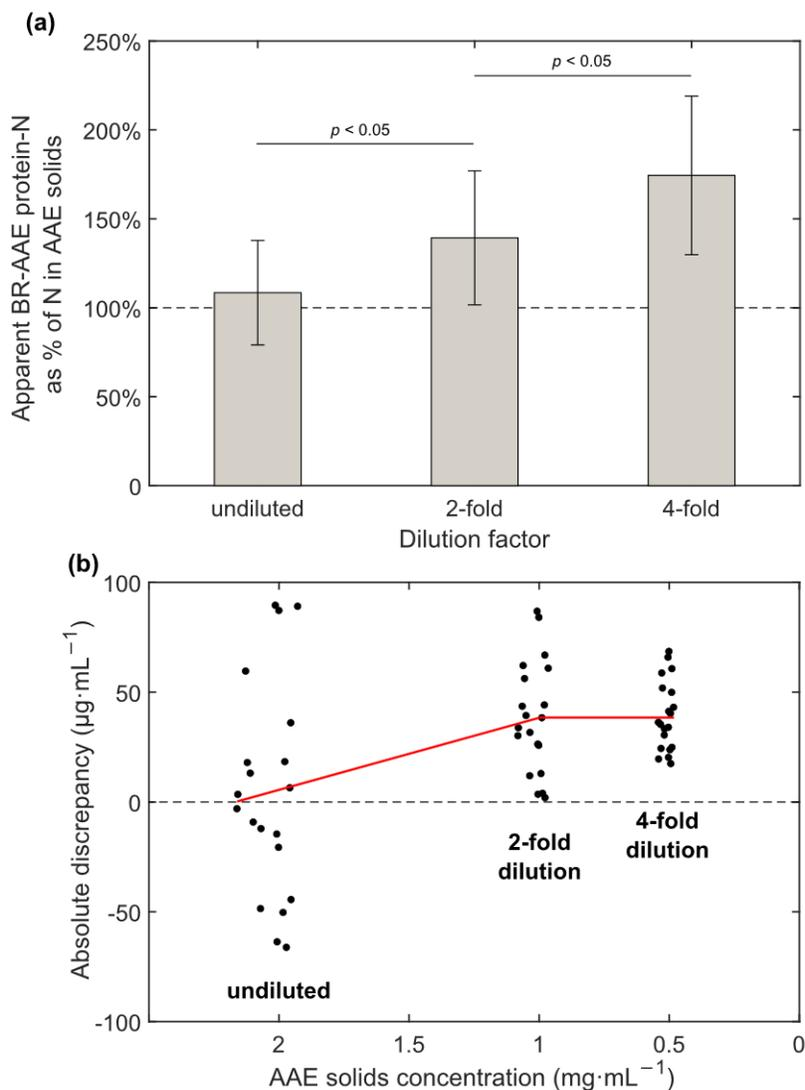 (a)
250%
200%
150%
100%
50%
0
Apparent BR-AAE protein-N
as % of N in AAE solids
p < 0.05
p < 0.05
undiluted
2-fold
4-fold
Dilution factor
(b)
100
50
0
-50
-100
Absolute discrepancy (µg·mL⁻¹)
undiluted
2-fold
dilution
4-fold
dilution
2
1.5
1
0.5
0
AAE solids concentration (mg·mL⁻¹)